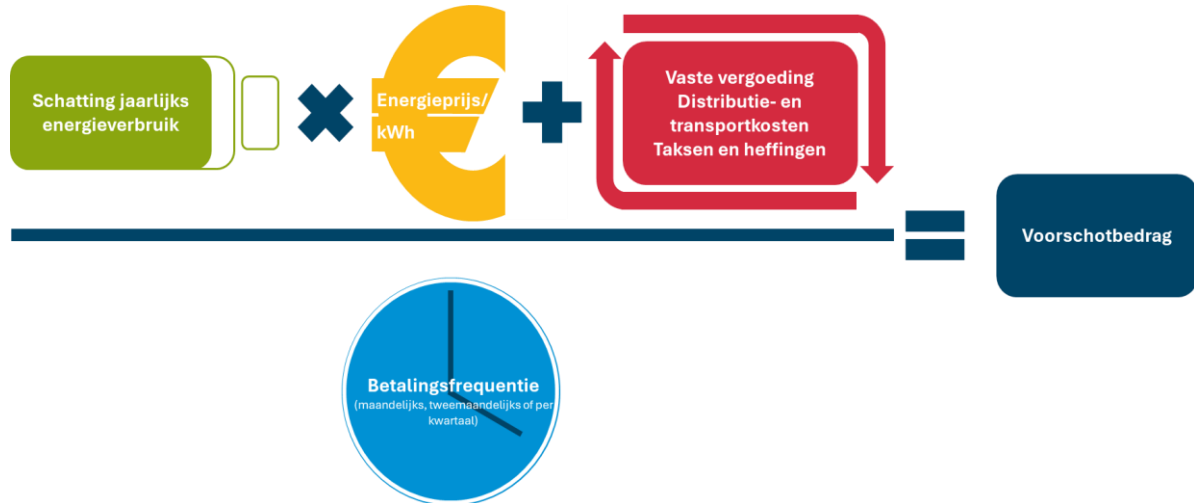 Schatting jaarlijks
energieverbruik
Energieprijs/
kWh
Vaste vergoeding
Distributie- en
transportkosten
Taksen en heffingen
Voorschotbedrag
Betalingsfrequentie
(maandelijks, tweemaandelijks of per
kwartaal)